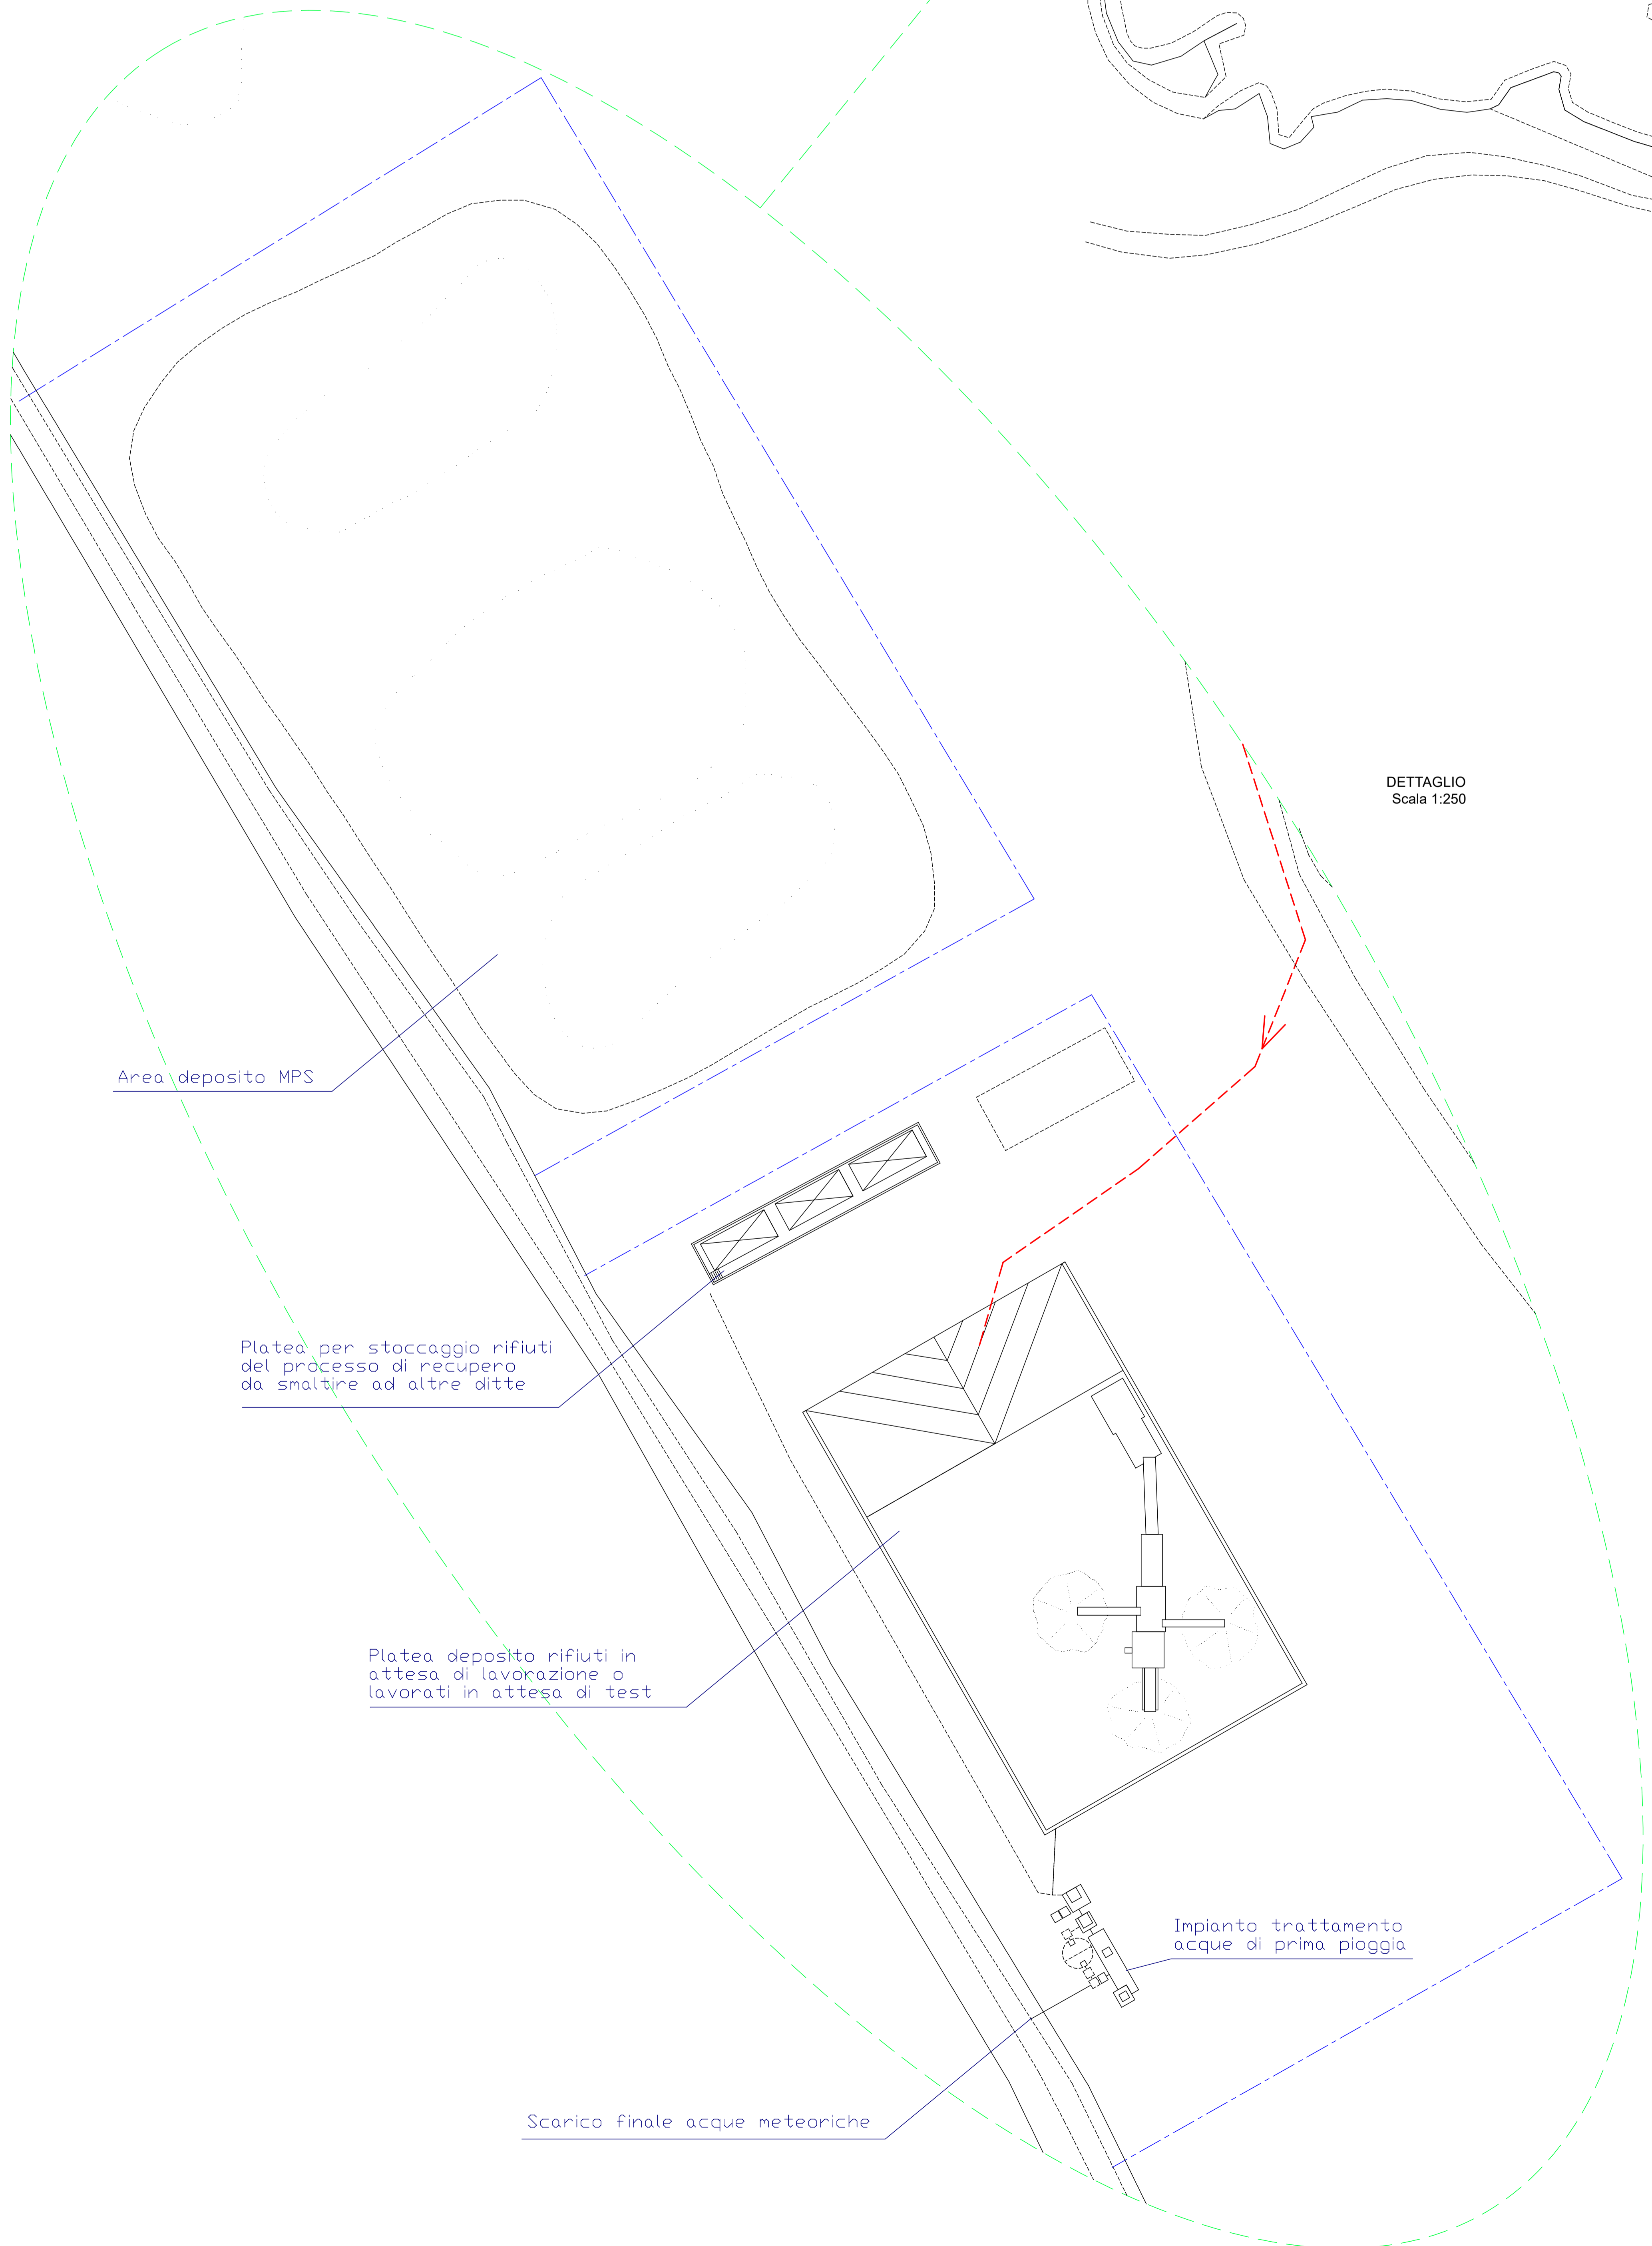 DETTAGLIO
Scala 1:250
Area deposito MPS
Platea per stoccaggio rifiuti
del processo di recupero
da smaltire ad altre ditte
Platea deposito rifiuti in
attesa di lavorazione o
lavorati in attesa di test
Impianto trattamento
acque di prima pioggia
Scarico finale acque meteoriche